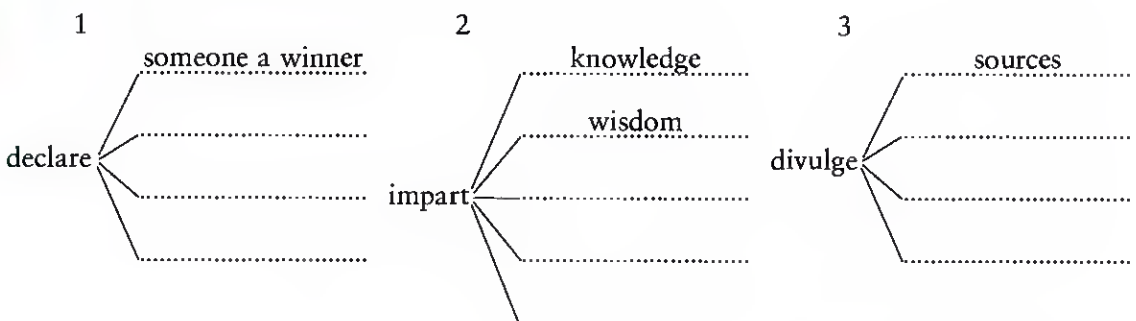 1
someone a winner
declare
2
knowledge
wisdom
impart
3
sources
divulge